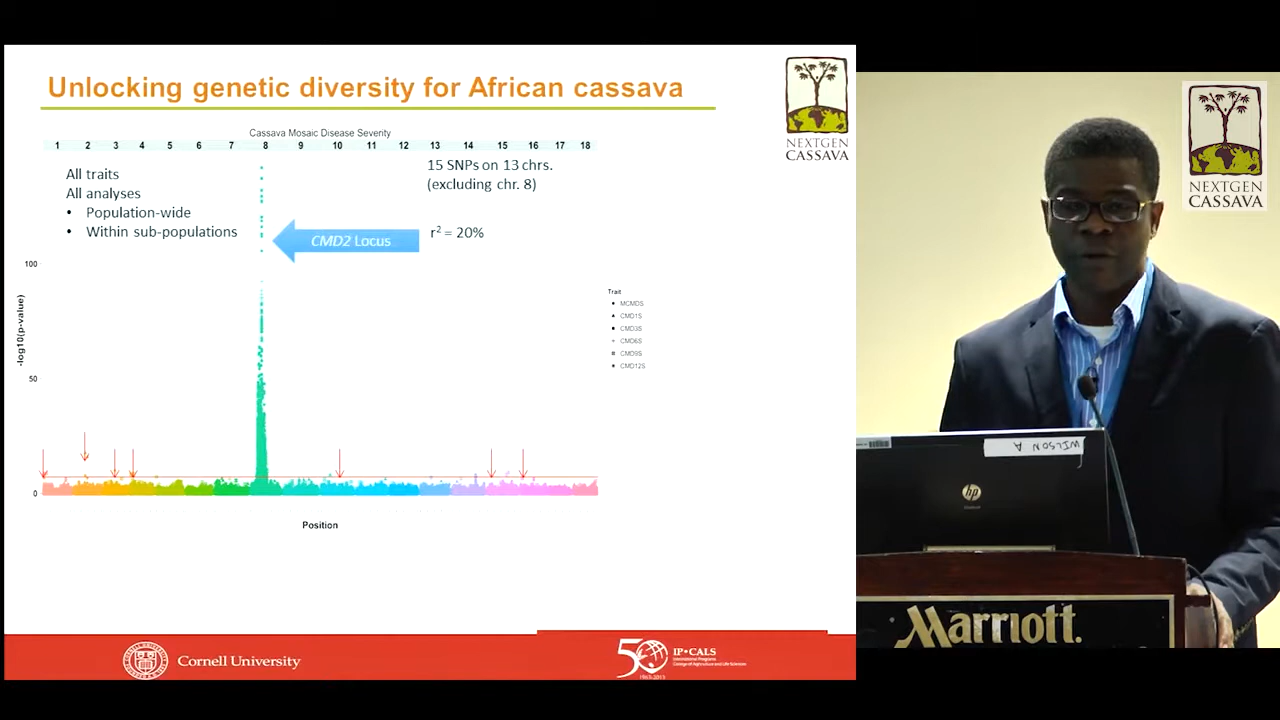 Unlocking genetic diversity for African cassava
NEXTGEN
CASSAVA
Cassava Mosaic Disease Severity
1 2 3 4 5 6 7 8 9 10 11 12 13 14 15 16 17 18
All traits
All analyses
• Population-wide
• Within sub-populations
15 SNPs on 13 chrs.
(excluding chr. 8)
CMD2 Locus
r² = 20%
100
50
0
-log10(p-value)
Position
Trait
MCMDS
CMD1S
CMD3S
CMD6S
CMD9S
CMD12S
Cornell University
50
1963-2013
IP•CALS
International Programs
College of Agriculture and Life Sciences
NEXTGEN
CASSAVA
WILSON A
hp
Marriott